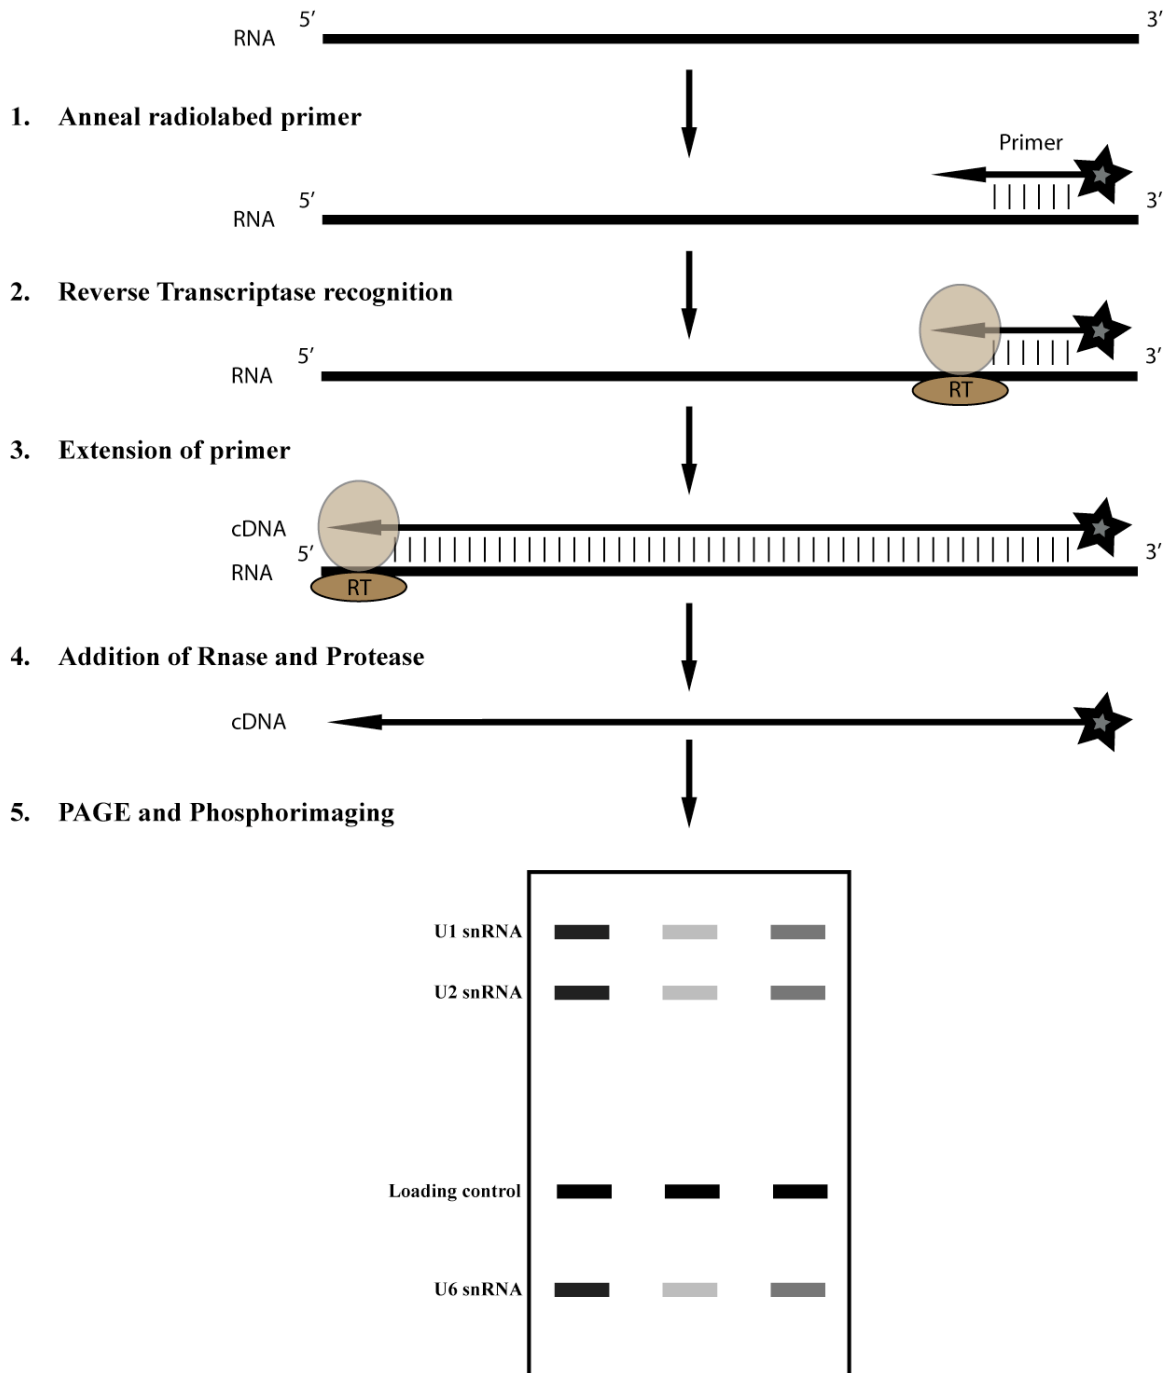 5′ 3′
RNA
1. Anneal radiolabed primer
Primer
5′ 3′
RNA
2. Reverse Transcriptase recognition
5′ 3′
RNA
RT
3. Extension of primer
cDNA
5′ 3′
RNA
RT
4. Addition of Rnase and Protease
cDNA
5. PAGE and Phosphorimaging
U1 snRNA
U2 snRNA
Loading control
U6 snRNA